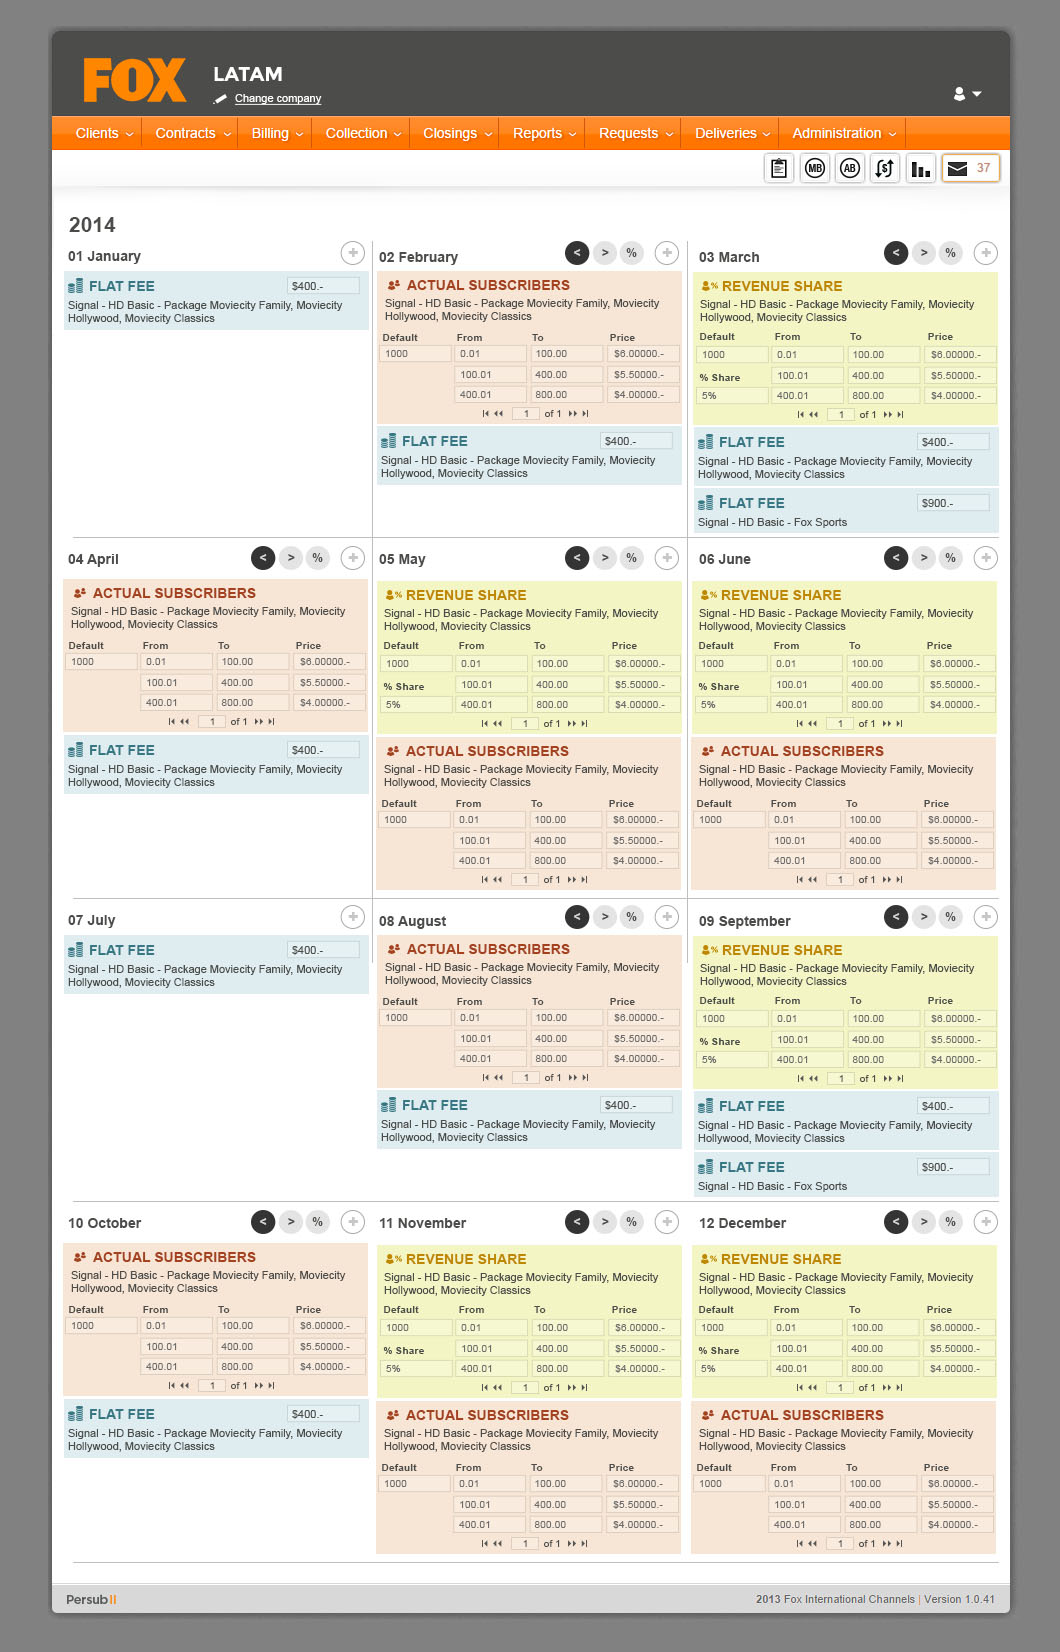 FOX
LATAM
Change company
Clients Contracts Billing Collection Closings Reports Requests Deliveries Administration
MB AB $ 37
2014
01 January +
FLAT FEE $400.-
Signal - HD Basic - Package Moviecity Family, Moviecity
Hollywood, Moviecity Classics
02 February < > % +
ACTUAL SUBSCRIBERS
Signal - HD Basic - Package Moviecity Family, Moviecity
Hollywood, Moviecity Classics
Default From To Price
1000 0.01 100.00 $6.00000.-
100.01 400.00 $5.50000.-
400.01 800.00 $4.00000.-
1 of 1
FLAT FEE $400.-
Signal - HD Basic - Package Moviecity Family, Moviecity
Hollywood, Moviecity Classics
03 March < > % +
% REVENUE SHARE
Signal - HD Basic - Package Moviecity Family, Moviecity
Hollywood, Moviecity Classics
Default From To Price
1000 0.01 100.00 $6.00000.-
% Share 100.01 400.00 $5.50000.-
5% 400.01 800.00 $4.00000.-
1 of 1
FLAT FEE $400.-
Signal - HD Basic - Package Moviecity Family, Moviecity
Hollywood, Moviecity Classics
FLAT FEE $900.-
Signal - HD Basic - Fox Sports
04 April < > % +
ACTUAL SUBSCRIBERS
Signal - HD Basic - Package Moviecity Family, Moviecity
Hollywood, Moviecity Classics
Default From To Price
1000 0.01 100.00 $6.00000.-
100.01 400.00 $5.50000.-
400.01 800.00 $4.00000.-
1 of 1
FLAT FEE $400.-
Signal - HD Basic - Package Moviecity Family, Moviecity
Hollywood, Moviecity Classics
05 May < > % +
% REVENUE SHARE
Signal - HD Basic - Package Moviecity Family, Moviecity
Hollywood, Moviecity Classics
Default From To Price
1000 0.01 100.00 $6.00000.-
% Share 100.01 400.00 $5.50000.-
5% 400.01 800.00 $4.00000.-
1 of 1
ACTUAL SUBSCRIBERS
Signal - HD Basic - Package Moviecity Family, Moviecity
Hollywood, Moviecity Classics
Default From To Price
1000 0.01 100.00 $6.00000.-
100.01 400.00 $5.50000.-
400.01 800.00 $4.00000.-
1 of 1
06 June < > % +
% REVENUE SHARE
Signal - HD Basic - Package Moviecity Family, Moviecity
Hollywood, Moviecity Classics
Default From To Price
1000 0.01 100.00 $6.00000.-
% Share 100.01 400.00 $5.50000.-
5% 400.01 800.00 $4.00000.-
1 of 1
ACTUAL SUBSCRIBERS
Signal - HD Basic - Package Moviecity Family, Moviecity
Hollywood, Moviecity Classics
Default From To Price
1000 0.01 100.00 $6.00000.-
100.01 400.00 $5.50000.-
400.01 800.00 $4.00000.-
1 of 1
07 July +
FLAT FEE $400.-
Signal - HD Basic - Package Moviecity Family, Moviecity
Hollywood, Moviecity Classics
08 August < > % +
ACTUAL SUBSCRIBERS
Signal - HD Basic - Package Moviecity Family, Moviecity
Hollywood, Moviecity Classics
Default From To Price
1000 0.01 100.00 $6.00000.-
100.01 400.00 $5.50000.-
400.01 800.00 $4.00000.-
1 of 1
FLAT FEE $400.-
Signal - HD Basic - Package Moviecity Family, Moviecity
Hollywood, Moviecity Classics
09 September < > % +
% REVENUE SHARE
Signal - HD Basic - Package Moviecity Family, Moviecity
Hollywood, Moviecity Classics
Default From To Price
1000 0.01 100.00 $6.00000.-
% Share 100.01 400.00 $5.50000.-
5% 400.01 800.00 $4.00000.-
1 of 1
FLAT FEE $400.-
Signal - HD Basic - Package Moviecity Family, Moviecity
Hollywood, Moviecity Classics
FLAT FEE $900.-
Signal - HD Basic - Fox Sports
10 October < > % +
ACTUAL SUBSCRIBERS
Signal - HD Basic - Package Moviecity Family, Moviecity
Hollywood, Moviecity Classics
Default From To Price
1000 0.01 100.00 $6.00000.-
100.01 400.00 $5.50000.-
400.01 800.00 $4.00000.-
1 of 1
FLAT FEE $400.-
Signal - HD Basic - Package Moviecity Family, Moviecity
Hollywood, Moviecity Classics
11 November < > % +
% REVENUE SHARE
Signal - HD Basic - Package Moviecity Family, Moviecity
Hollywood, Moviecity Classics
Default From To Price
1000 0.01 100.00 $6.00000.-
% Share 100.01 400.00 $5.50000.-
5% 400.01 800.00 $4.00000.-
1 of 1
ACTUAL SUBSCRIBERS
Signal - HD Basic - Package Moviecity Family, Moviecity
Hollywood, Moviecity Classics
Default From To Price
1000 0.01 100.00 $6.00000.-
100.01 400.00 $5.50000.-
400.01 800.00 $4.00000.-
1 of 1
12 December < > % +
% REVENUE SHARE
Signal - HD Basic - Package Moviecity Family, Moviecity
Hollywood, Moviecity Classics
Default From To Price
1000 0.01 100.00 $6.00000.-
% Share 100.01 400.00 $5.50000.-
5% 400.01 800.00 $4.00000.-
1 of 1
ACTUAL SUBSCRIBERS
Signal - HD Basic - Package Moviecity Family, Moviecity
Hollywood, Moviecity Classics
Default From To Price
1000 0.01 100.00 $6.00000.-
100.01 400.00 $5.50000.-
400.01 800.00 $4.00000.-
1 of 1
Persub II
2013 Fox International Channels | Version 1.0.41